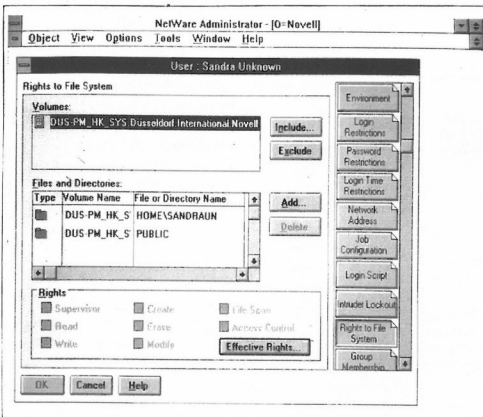 NetWare Administrator - [O=Novell]
Object View Options Tools Window Help
User : Sandra Unknown
Rights to File System
Volumes:
DUS-PM_HK_SYS.Düsseldorf.International.Novell
Include...
Exclude
Files and Directories:
Type Volume Name File or Directory Name
DUS-PM_HK_S HOME\SANDRAUN
DUS-PM_HK_S PUBLIC
Add...
Delete
Rights
Supervisor Create File Scan
Read Erase Access Control
Write Modify
Effective Rights...
OK Cancel Help
Environment
Login
Restrictions
Password
Restrictions
Login Time
Restrictions
Network
Address
Job
Configuration
Login Script
Intruder Lockout
Rights to File
System
Group
Membership